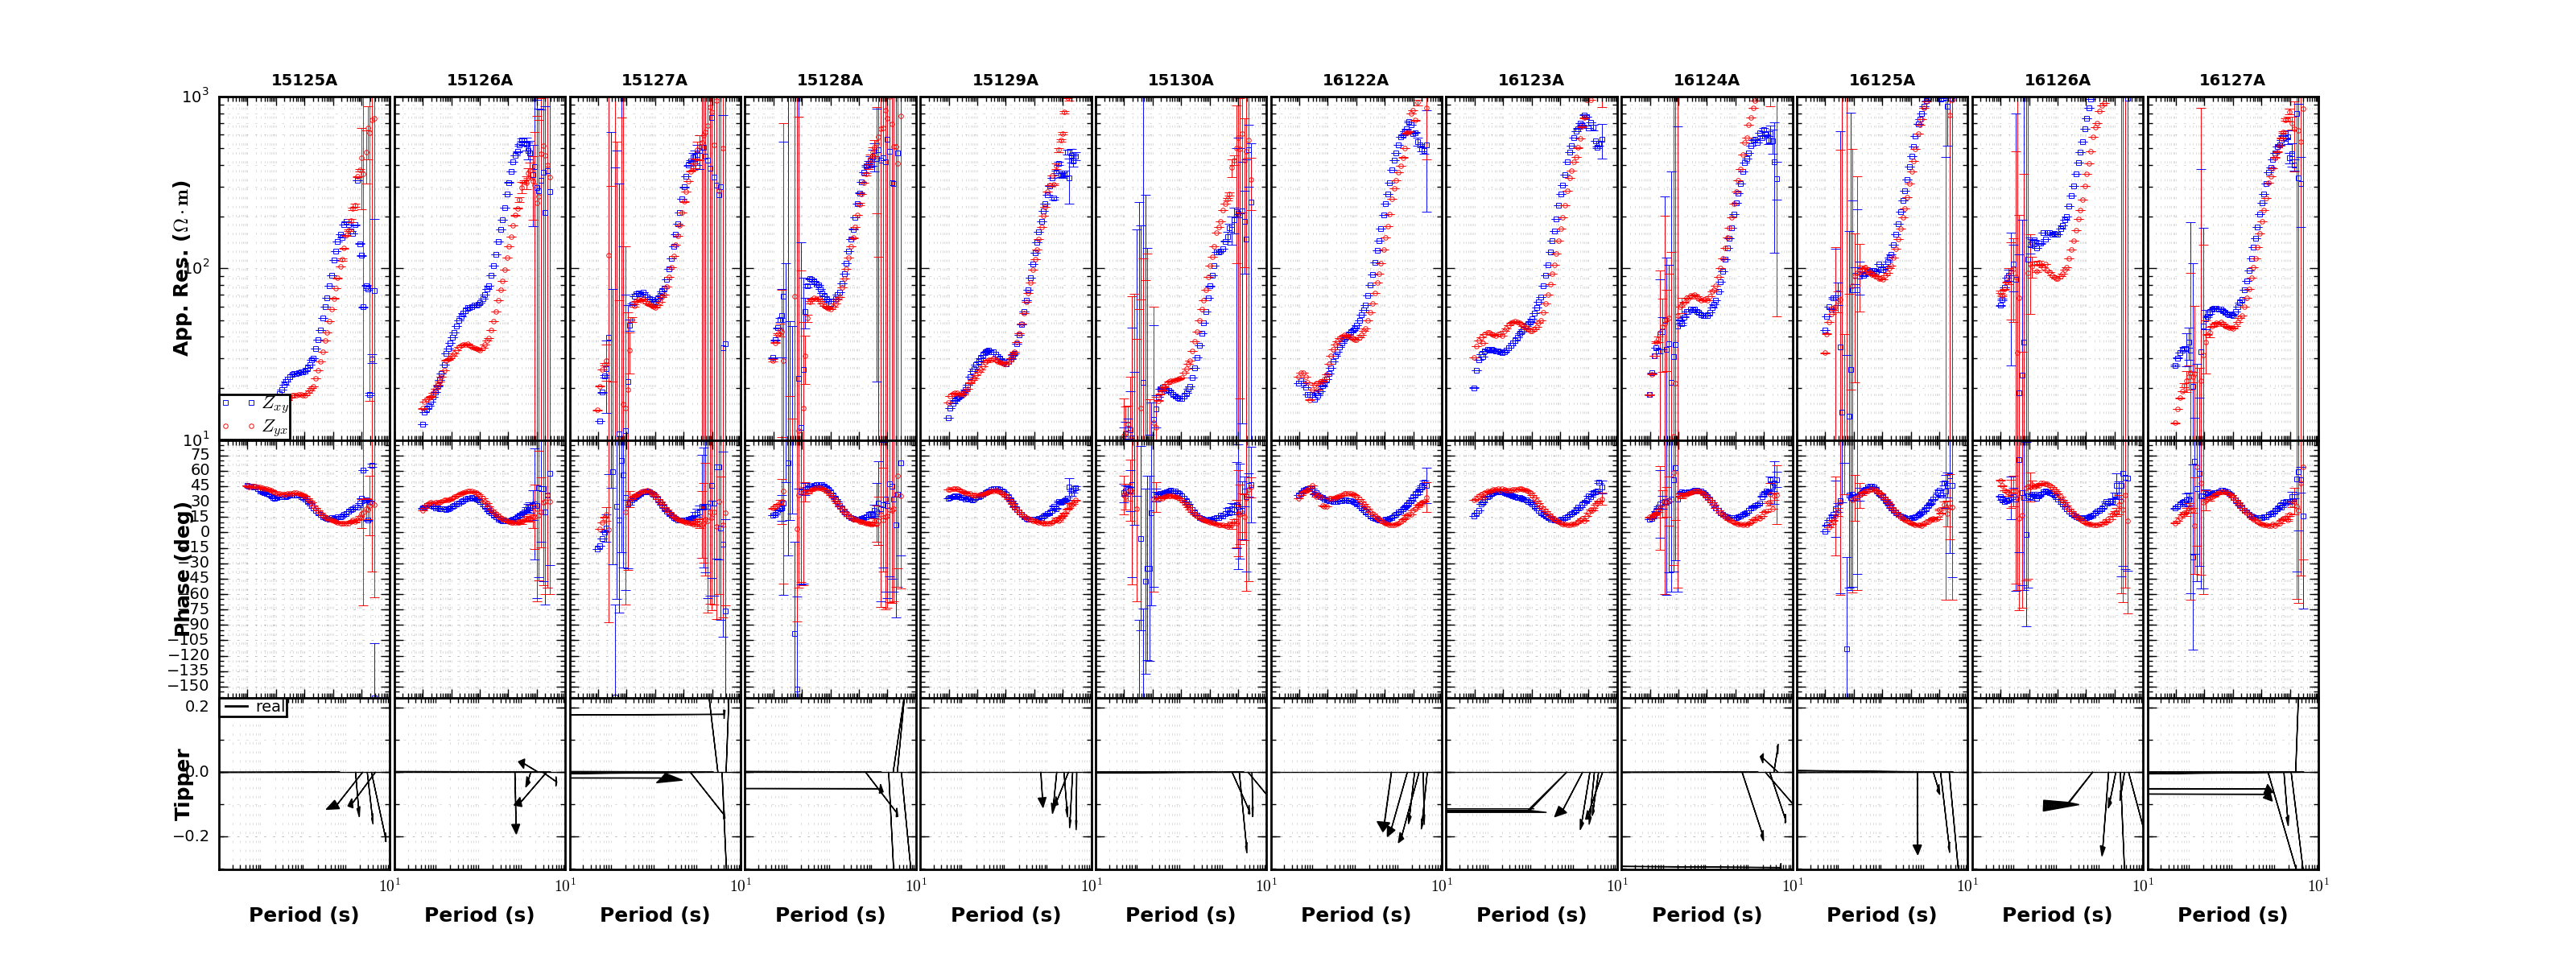 15125A 15126A 15127A 15128A 15129A 15130A 16122A 16123A 16124A 16125A 16126A 16127A
10³
App. Res. (Ω·m)
10²
Z_xy
Z_yx
10¹
Phase (deg)
75
60
45
30
15
0
−15
−30
−45
−60
−75
−90
−105
−120
−135
−150
real
Tipper
0.2
0.0
−0.2
10¹ 10¹ 10¹ 10¹ 10¹ 10¹ 10¹ 10¹ 10¹ 10¹ 10¹ 10¹
Period (s) Period (s) Period (s) Period (s) Period (s) Period (s) Period (s) Period (s) Period (s) Period (s) Period (s) Period (s)